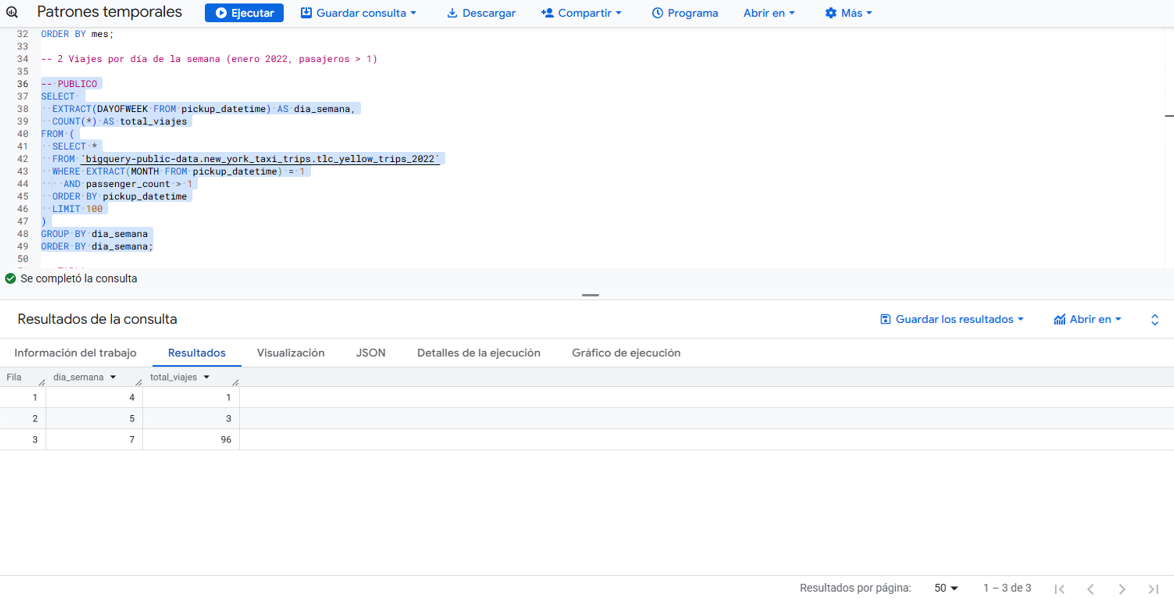 Patrones temporales Ejecutar Guardar consulta Descargar Compartir Programa Abrir en Más
32 ORDER BY mes;
33
34 -- 2 Viajes por día de la semana (enero 2022, pasajeros > 1)
35
36 -- PUBLICO
37 SELECT
38 EXTRACT(DAYOFWEEK FROM pickup_datetime) AS dia_semana,
39 COUNT(*) AS total_viajes
40 FROM (
41 SELECT *
42 FROM `bigquery-public-data.new_york_taxi_trips.tlc_yellow_trips_2022`
43 WHERE EXTRACT(MONTH FROM pickup_datetime) = 1
44 AND passenger_count > 1
45 ORDER BY pickup_datetime
46 LIMIT 100
47 )
48 GROUP BY dia_semana
49 ORDER BY dia_semana;
50
Se completó la consulta
Resultados de la consulta Guardar los resultados Abrir en
Información del trabajo Resultados Visualización JSON Detalles de la ejecución Gráfico de ejecución
Fila dia_semana total_viajes
1 4 1
2 5 3
3 7 96
Resultados por página: 50 1 – 3 de 3